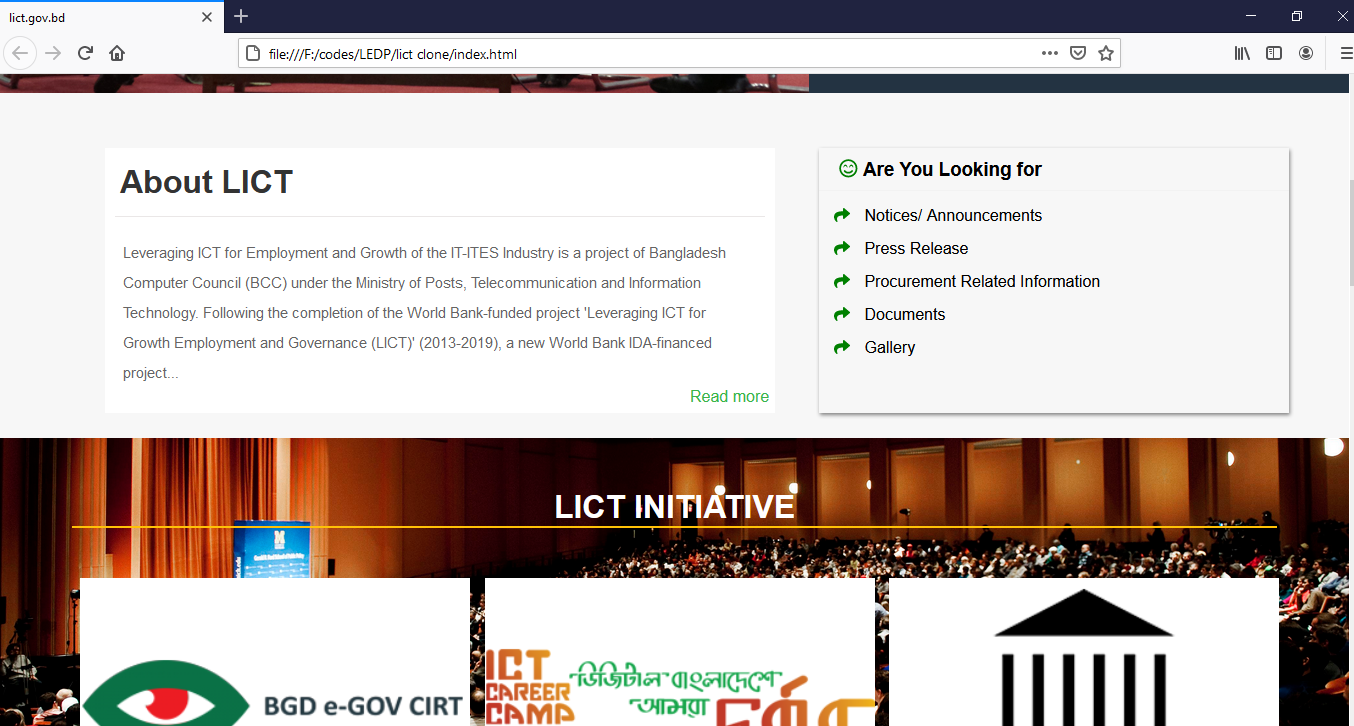 lict.gov.bd
file:///F:/codes/LEDP/lict clone/index.html
About LICT
Leveraging ICT for Employment and Growth of the IT-ITES Industry is a project of Bangladesh
Computer Council (BCC) under the Ministry of Posts, Telecommunication and Information
Technology. Following the completion of the World Bank-funded project 'Leveraging ICT for
Growth Employment and Governance (LICT)' (2013-2019), a new World Bank IDA-financed
project...
Read more
Are You Looking for
Notices/ Announcements
Press Release
Procurement Related Information
Documents
Gallery
LICT INITIATIVE
BGD e-GOV CIRT
ICT
CAREER
CAMP
ডিজিটাল বাংলাদেশে
আমরা